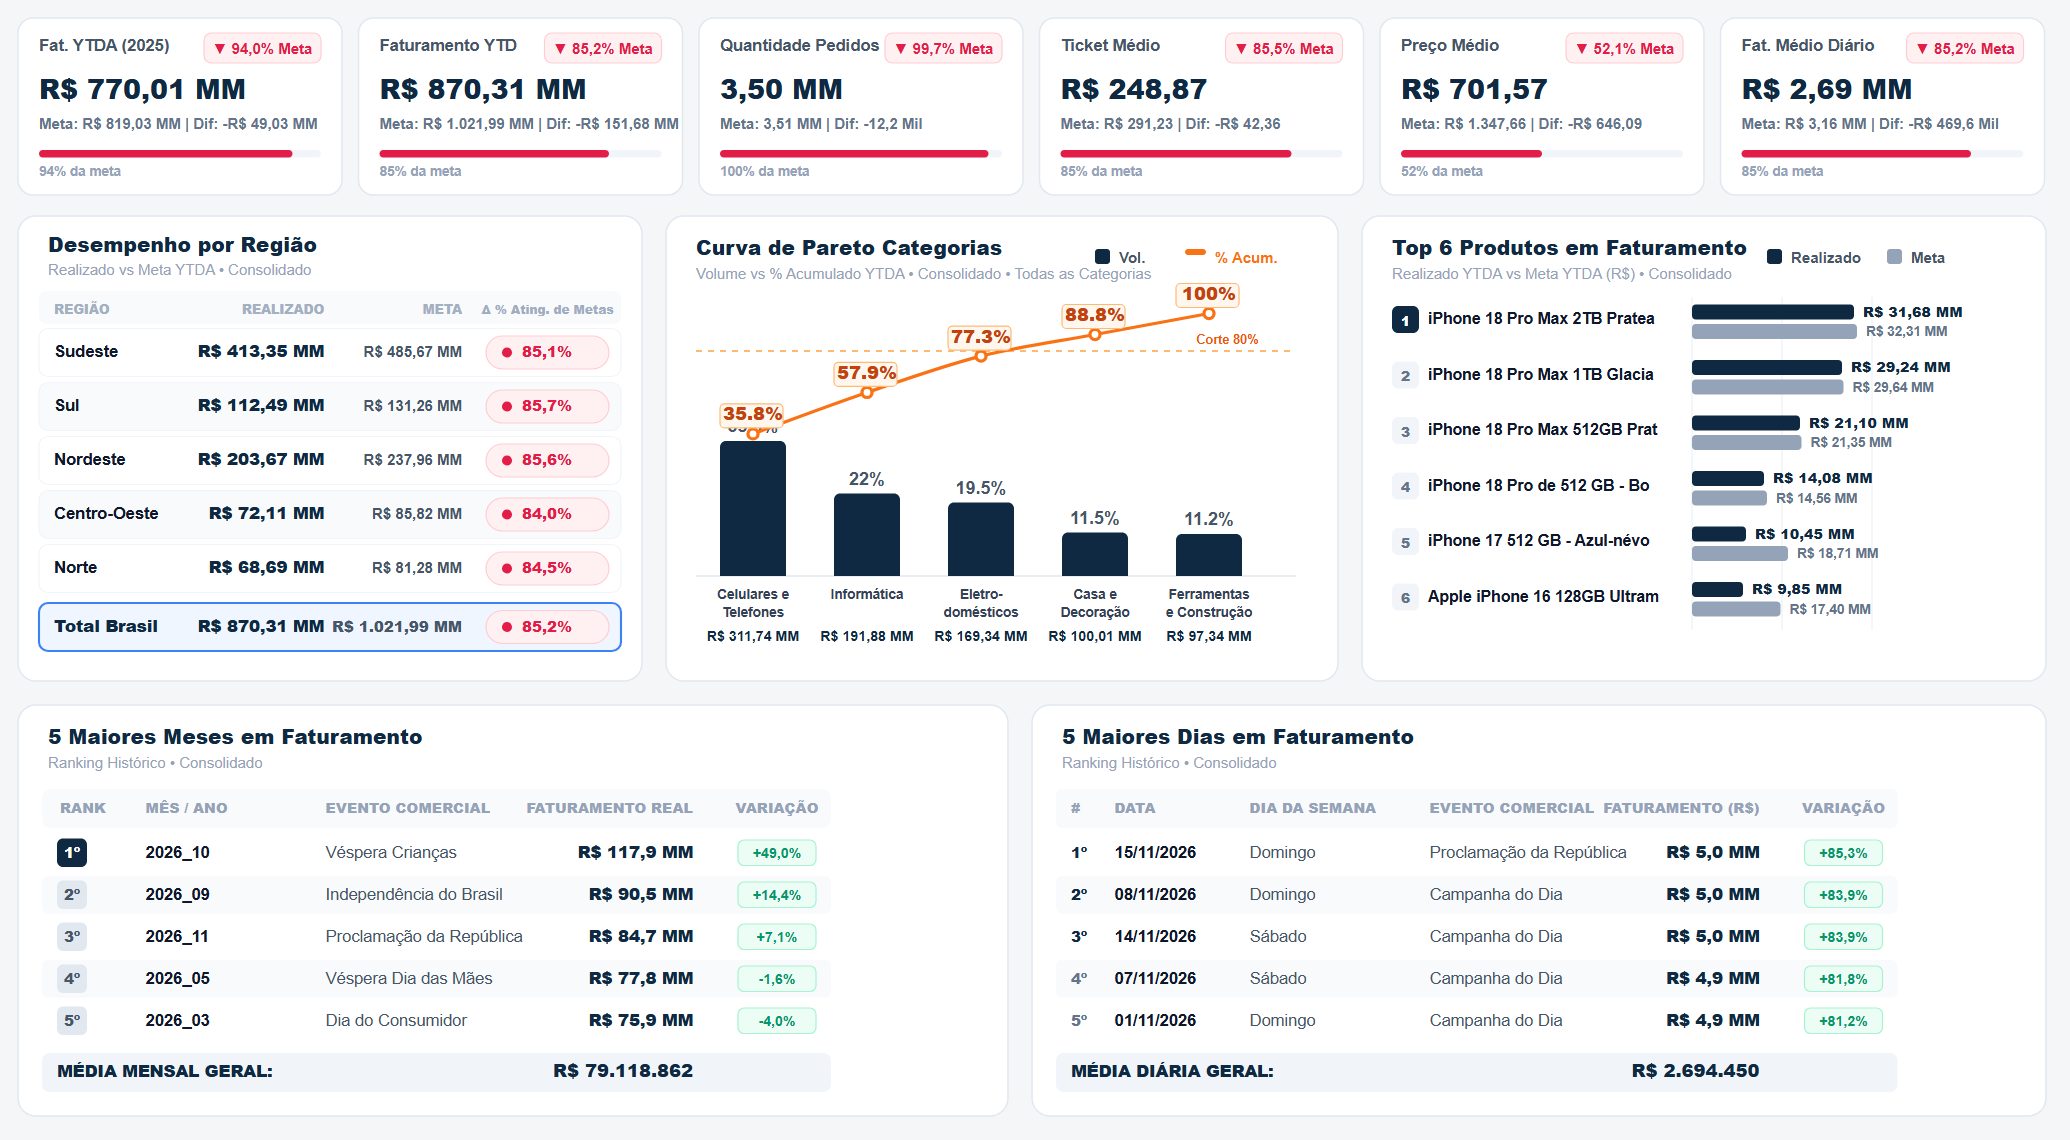 Fat. YTDA (2025)
▼ 94,0% Meta
R$ 770,01 MM
Meta: R$ 819,03 MM | Dif: -R$ 49,03 MM
94% da meta
Faturamento YTD
▼ 85,2% Meta
R$ 870,31 MM
Meta: R$ 1.021,99 MM | Dif: -R$ 151,68 MM
85% da meta
Quantidade Pedidos
▼ 99,7% Meta
3,50 MM
Meta: 3,51 MM | Dif: -12,2 Mil
100% da meta
Ticket Médio
▼ 85,5% Meta
R$ 248,87
Meta: R$ 291,23 | Dif: -R$ 42,36
85% da meta
Preço Médio
▼ 52,1% Meta
R$ 701,57
Meta: R$ 1.347,66 | Dif: -R$ 646,09
52% da meta
Fat. Médio Diário
▼ 85,2% Meta
R$ 2,69 MM
Meta: R$ 3,16 MM | Dif: -R$ 469,6 Mil
85% da meta
Desempenho por Região
Realizado vs Meta YTDA • Consolidado
REGIÃO REALIZADO META Δ % Ating. de Metas
Sudeste R$ 413,35 MM R$ 485,67 MM ● 85,1%
Sul R$ 112,49 MM R$ 131,26 MM ● 85,7%
Nordeste R$ 203,67 MM R$ 237,96 MM ● 85,6%
Centro-Oeste R$ 72,11 MM R$ 85,82 MM ● 84,0%
Norte R$ 68,69 MM R$ 81,28 MM ● 84,5%
Total Brasil R$ 870,31 MM R$ 1.021,99 MM ● 85,2%
Curva de Pareto Categorias
Vol. % Acum.
Volume vs % Acumulado YTDA • Consolidado • Todas as Categorias
100%
88.8%
77.3%
Corte 80%
57.9%
35.8%
22%
19.5%
11.5%
11.2%
Celulares e
Telefones
R$ 311,74 MM
Informática
R$ 191,88 MM
Eletro-
domésticos
R$ 169,34 MM
Casa e
Decoração
R$ 100,01 MM
Ferramentas
e Construção
R$ 97,34 MM
Top 6 Produtos em Faturamento
Realizado Meta
Realizado YTDA vs Meta YTDA (R$) • Consolidado
1 iPhone 18 Pro Max 2TB Pratea R$ 31,68 MM
R$ 32,31 MM
2 iPhone 18 Pro Max 1TB Glacia R$ 29,24 MM
R$ 29,64 MM
3 iPhone 18 Pro Max 512GB Prat R$ 21,10 MM
R$ 21,35 MM
4 iPhone 18 Pro de 512 GB - Bo R$ 14,08 MM
R$ 14,56 MM
5 iPhone 17 512 GB - Azul-névo R$ 10,45 MM
R$ 18,71 MM
6 Apple iPhone 16 128GB Ultram R$ 9,85 MM
R$ 17,40 MM
5 Maiores Meses em Faturamento
Ranking Histórico • Consolidado
RANK MÊS / ANO EVENTO COMERCIAL FATURAMENTO REAL VARIAÇÃO
1º 2026_10 Véspera Crianças R$ 117,9 MM +49,0%
2º 2026_09 Independência do Brasil R$ 90,5 MM +14,4%
3º 2026_11 Proclamação da República R$ 84,7 MM +7,1%
4º 2026_05 Véspera Dia das Mães R$ 77,8 MM -1,6%
5º 2026_03 Dia do Consumidor R$ 75,9 MM -4,0%
MÉDIA MENSAL GERAL: R$ 79.118.862
5 Maiores Dias em Faturamento
Ranking Histórico • Consolidado
# DATA DIA DA SEMANA EVENTO COMERCIAL FATURAMENTO (R$) VARIAÇÃO
1º 15/11/2026 Domingo Proclamação da República R$ 5,0 MM +85,3%
2º 08/11/2026 Domingo Campanha do Dia R$ 5,0 MM +83,9%
3º 14/11/2026 Sábado Campanha do Dia R$ 5,0 MM +83,9%
4º 07/11/2026 Sábado Campanha do Dia R$ 4,9 MM +81,8%
5º 01/11/2026 Domingo Campanha do Dia R$ 4,9 MM +81,2%
MÉDIA DIÁRIA GERAL: R$ 2.694.450